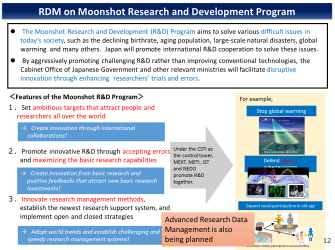 RDM on Moonshot Research and Development Program
● The Moonshot Research and Development (R&D) Program aims to solve various difficult issues in
today's society, such as the declining birthrate, aging population, large-scale natural disasters, global
warming and many others. Japan will promote international R&D cooperation to solve these issues.
● By aggressively promoting challenging R&D rather than improving conventional technologies, the
Cabinet Office of Japanese Government and other relevant ministries will facilitate disruptive
innovation through enhancing researchers' trials and errors.
<Features of the Moonshot R&D Program>
1. Set ambitious targets that attract people and
researchers all over the world
→ Create innovation through international
collaborations!
2. Promote innovative R&D through accepting errors
and maximizing the basic research capabilities
→ Create innovation from basic research and
positive feedbacks that attract new basic research
investments!
3. Innovate research management methods,
establish the newest research support system, and
implement open and closed strategies
→ Adopt world trends and establish challenging and
speedy research management systems!
Under the CSTI as
the control tower,
MEXT, METI, JST
and NEDO
promote R&D
together.
For example,
Stop global warming
Defend
Expand social participation in old-age
Advanced Research Data
Management is also
being planned
12